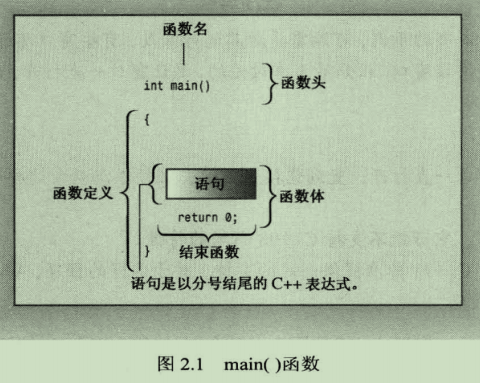 函数名
int main()
函数头
{
函数定义
语句
函数体
return 0;
}
结束函数
语句是以分号结尾的 C++ 表达式。
图 2.1 main( )函数